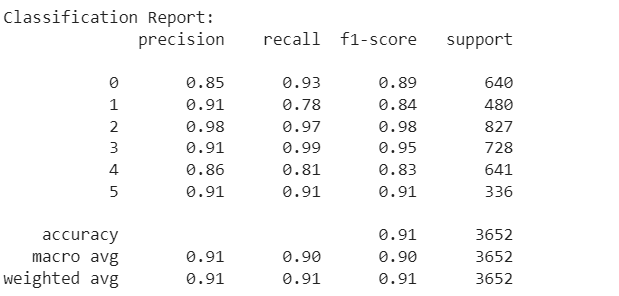 Classification Report:
precision recall f1-score support
0 0.85 0.93 0.89 640
1 0.91 0.78 0.84 480
2 0.98 0.97 0.98 827
3 0.91 0.99 0.95 728
4 0.86 0.81 0.83 641
5 0.91 0.91 0.91 336
accuracy 0.91 3652
macro avg 0.91 0.90 0.90 3652
weighted avg 0.91 0.91 0.91 3652